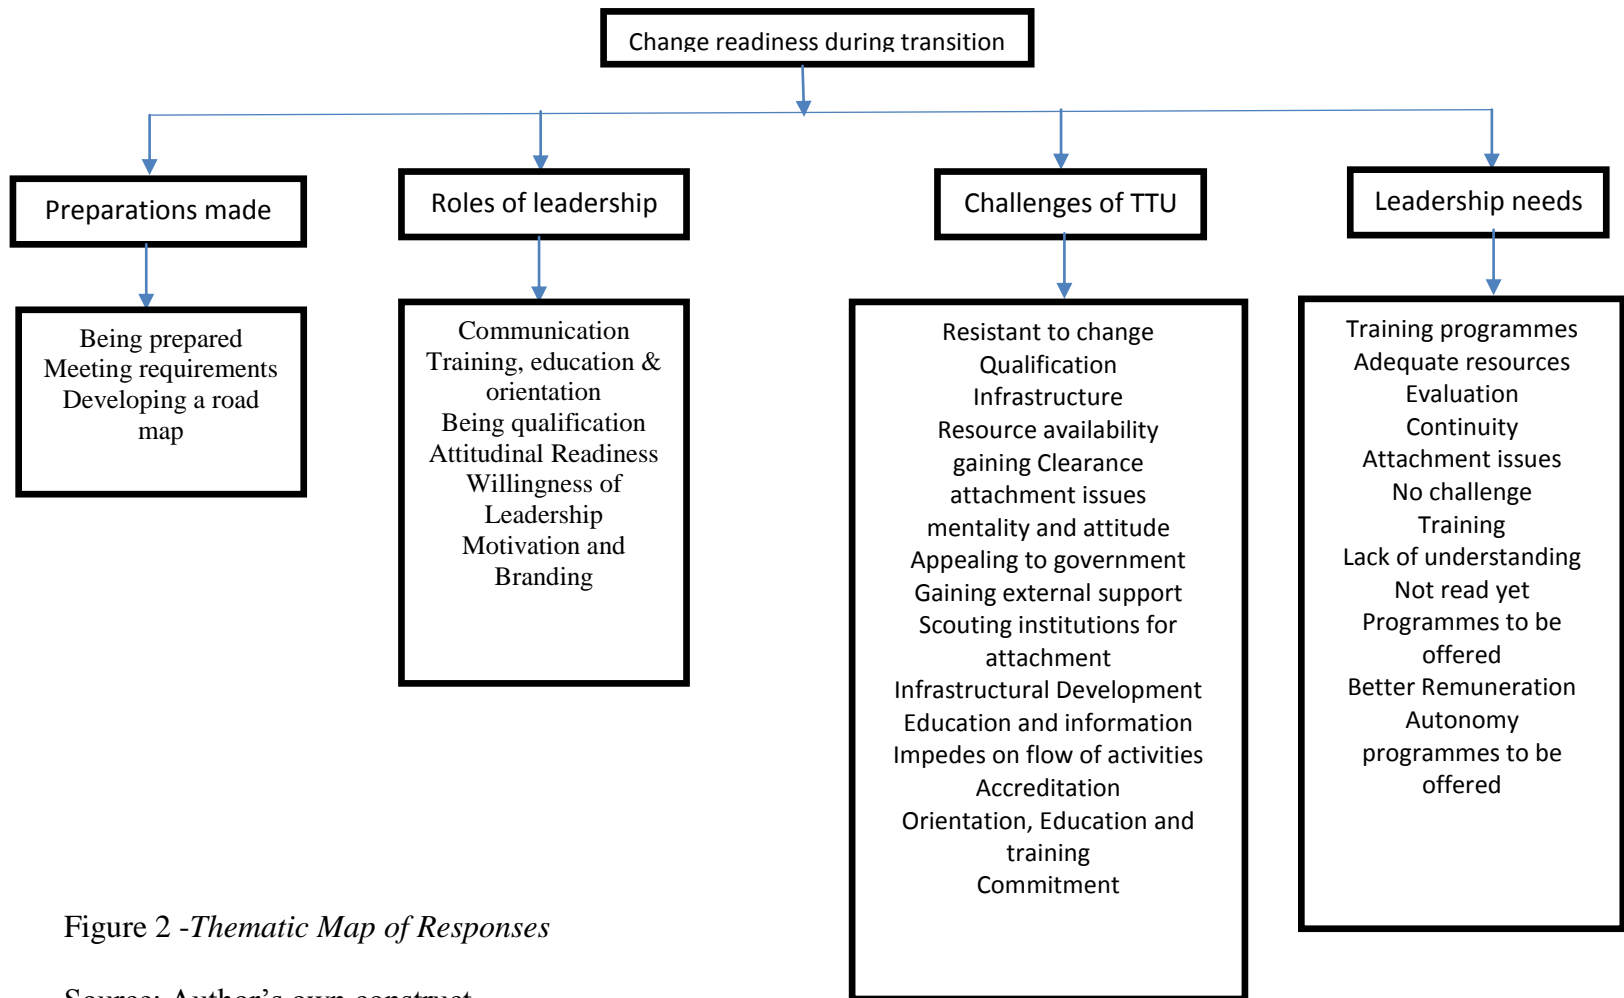 Change readiness during transition
Preparations made
Being prepared
Meeting requirements
Developing a road
map
Roles of leadership
Communication
Training, education &
orientation
Being qualification
Attitudinal Readiness
Willingness of
Leadership
Motivation and
Branding
Challenges of TTU
Resistant to change
Qualification
Infrastructure
Resource availability
gaining Clearance
attachment issues
mentality and attitude
Appealing to government
Gaining external support
Scouting institutions for
attachment
Infrastructural Development
Education and information
Impedes on flow of activities
Accreditation
Orientation, Education and
training
Commitment
Leadership needs
Training programmes
Adequate resources
Evaluation
Continuity
Attachment issues
No challenge
Training
Lack of understanding
Not read yet
Programmes to be
offered
Better Remuneration
Autonomy
programmes to be
offered
Figure 2 -Thematic Map of Responses
Source: Author's own construct